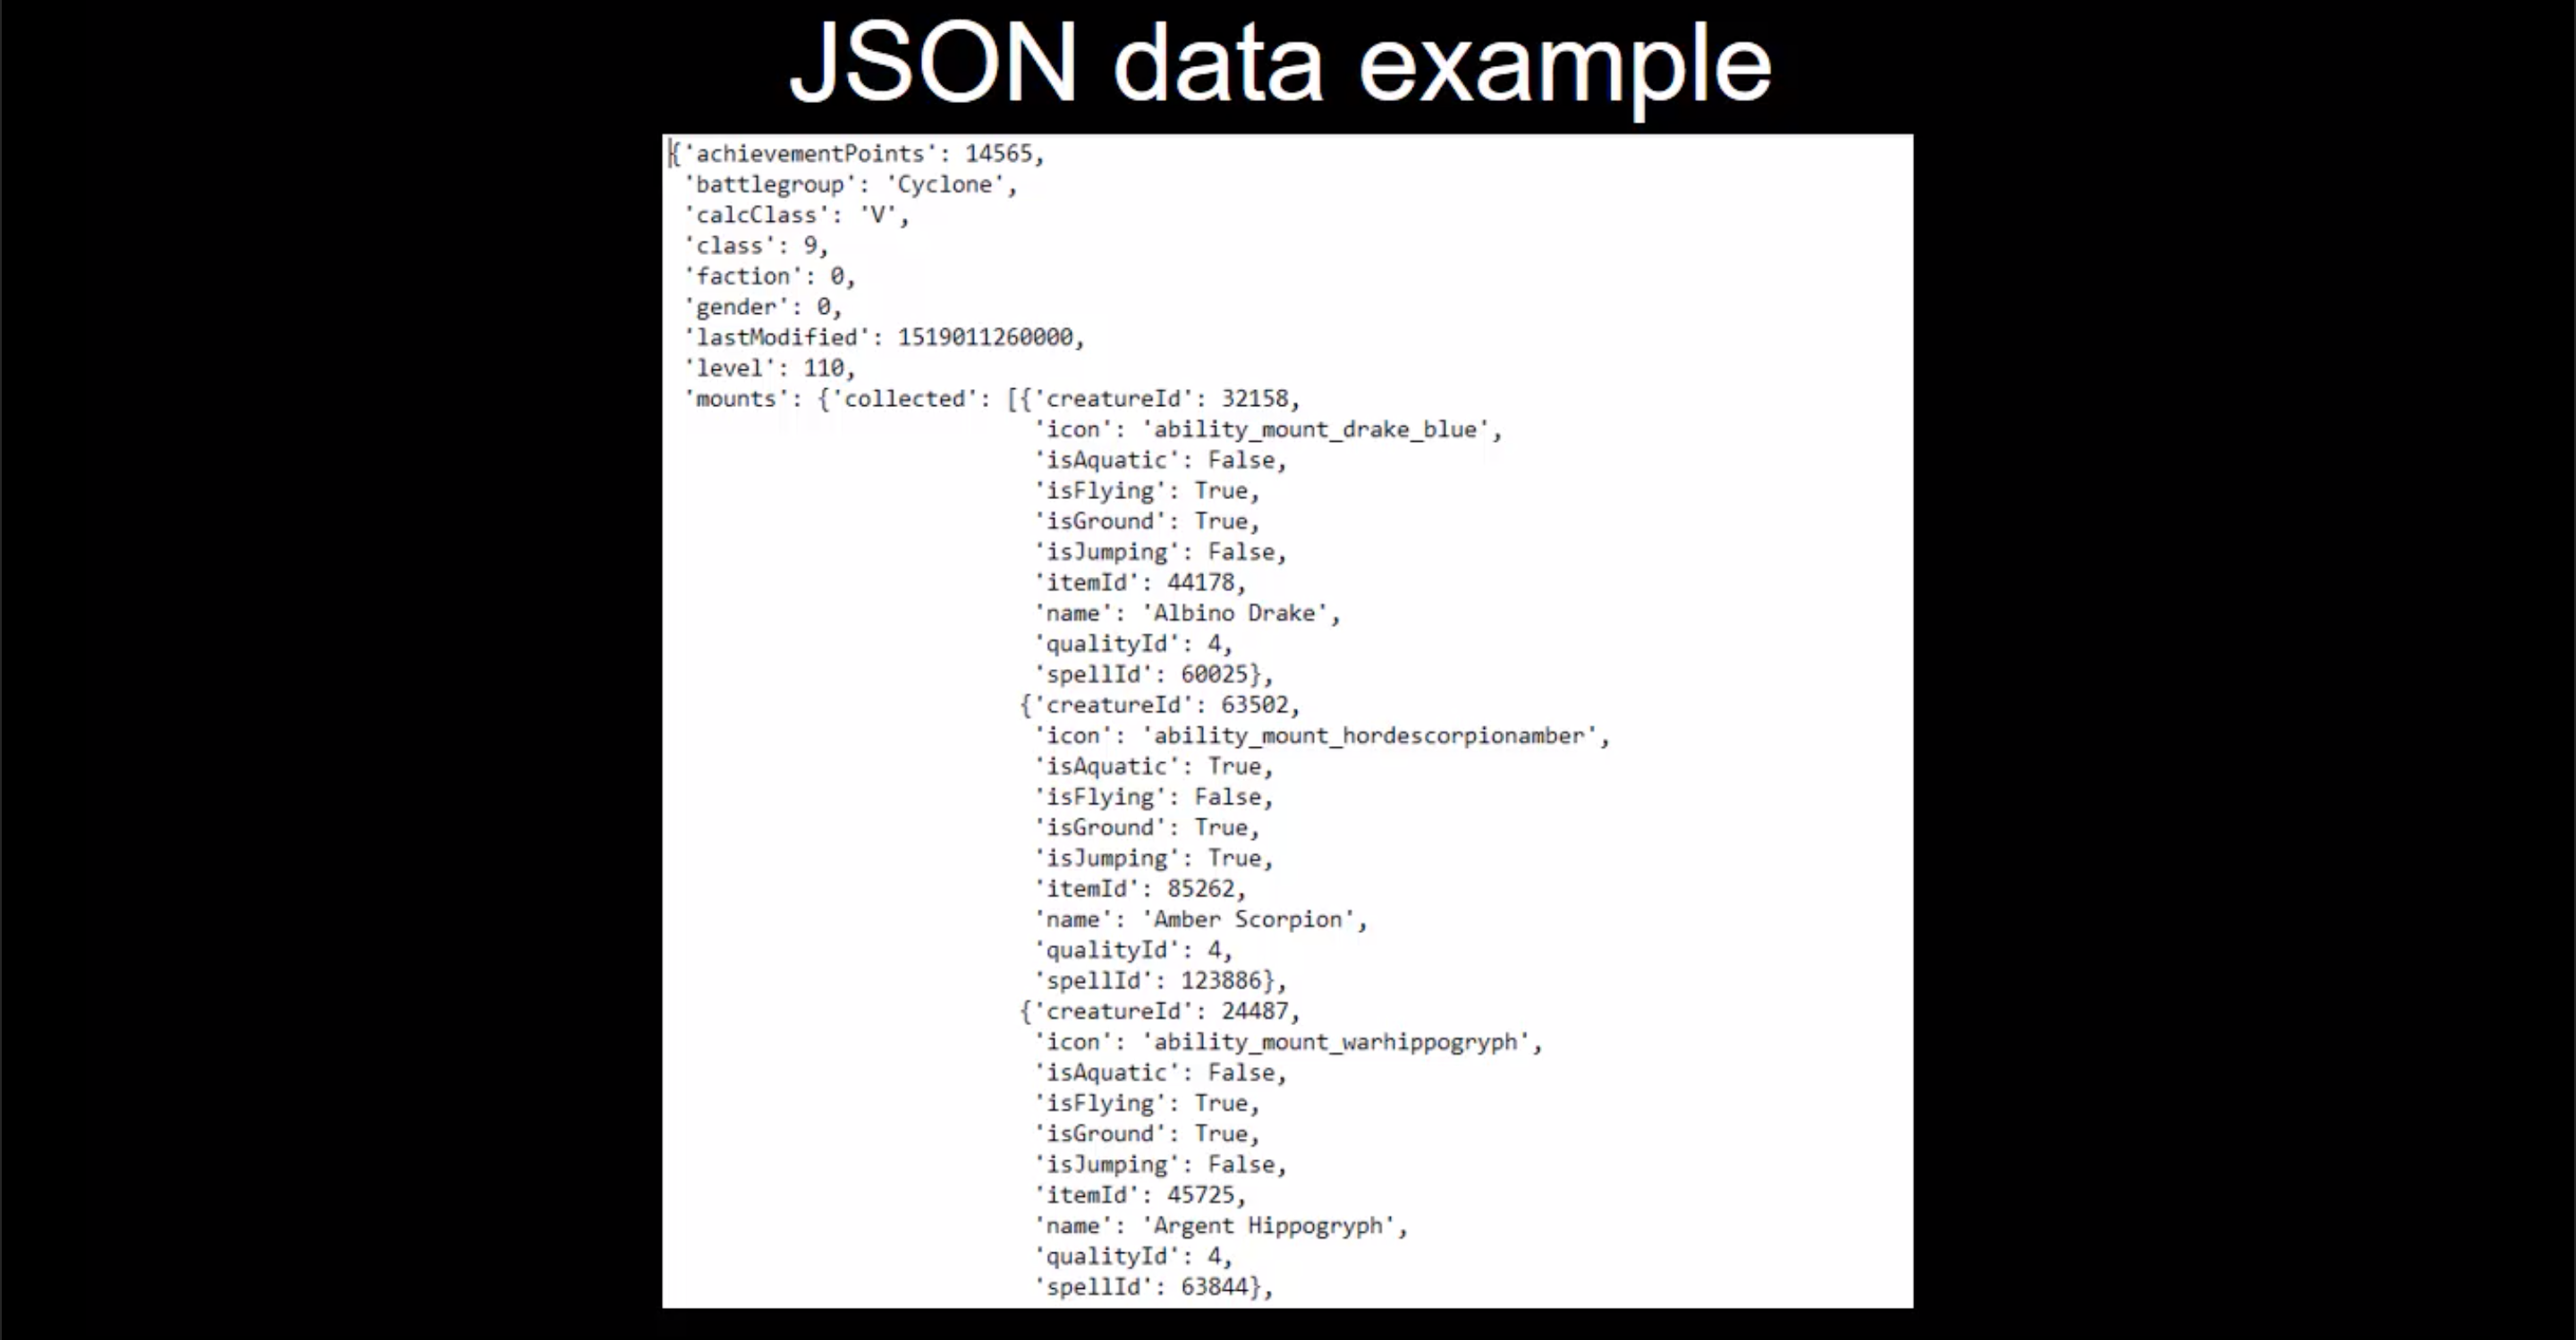 JSON data example
{'achievementPoints': 14565,
'battlegroup': 'Cyclone',
'calcClass': 'V',
'class': 9,
'faction': 0,
'gender': 0,
'lastModified': 1519011260000,
'level': 110,
'mounts': {'collected': [{'creatureId': 32158,
'icon': 'ability_mount_drake_blue',
'isAquatic': False,
'isFlying': True,
'isGround': True,
'isJumping': False,
'itemId': 44178,
'name': 'Albino Drake',
'qualityId': 4,
'spellId': 60025},
{'creatureId': 63502,
'icon': 'ability_mount_hordescorpionamber',
'isAquatic': True,
'isFlying': False,
'isGround': True,
'isJumping': True,
'itemId': 85262,
'name': 'Amber Scorpion',
'qualityId': 4,
'spellId': 123886},
{'creatureId': 24487,
'icon': 'ability_mount_warhippogryph',
'isAquatic': False,
'isFlying': True,
'isGround': True,
'isJumping': False,
'itemId': 45725,
'name': 'Argent Hippogryph',
'qualityId': 4,
'spellId': 63844},